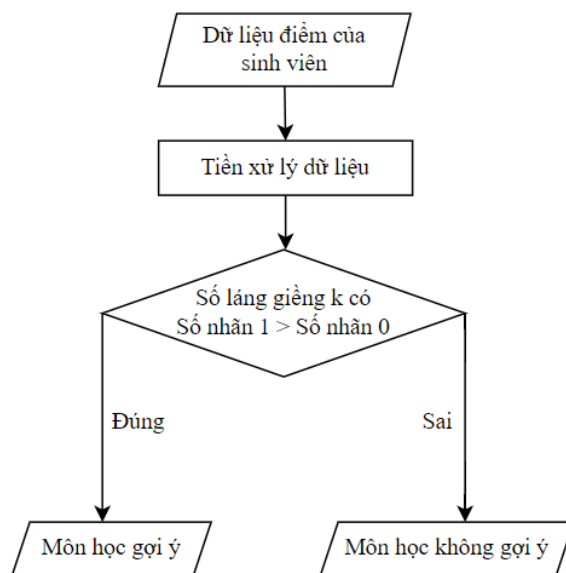 Dữ liệu điểm của
sinh viên
Tiền xử lý dữ liệu
Số láng giềng k có
Số nhãn 1 > Số nhãn 0
Đúng
Sai
Môn học gợi ý
Môn học không gợi ý